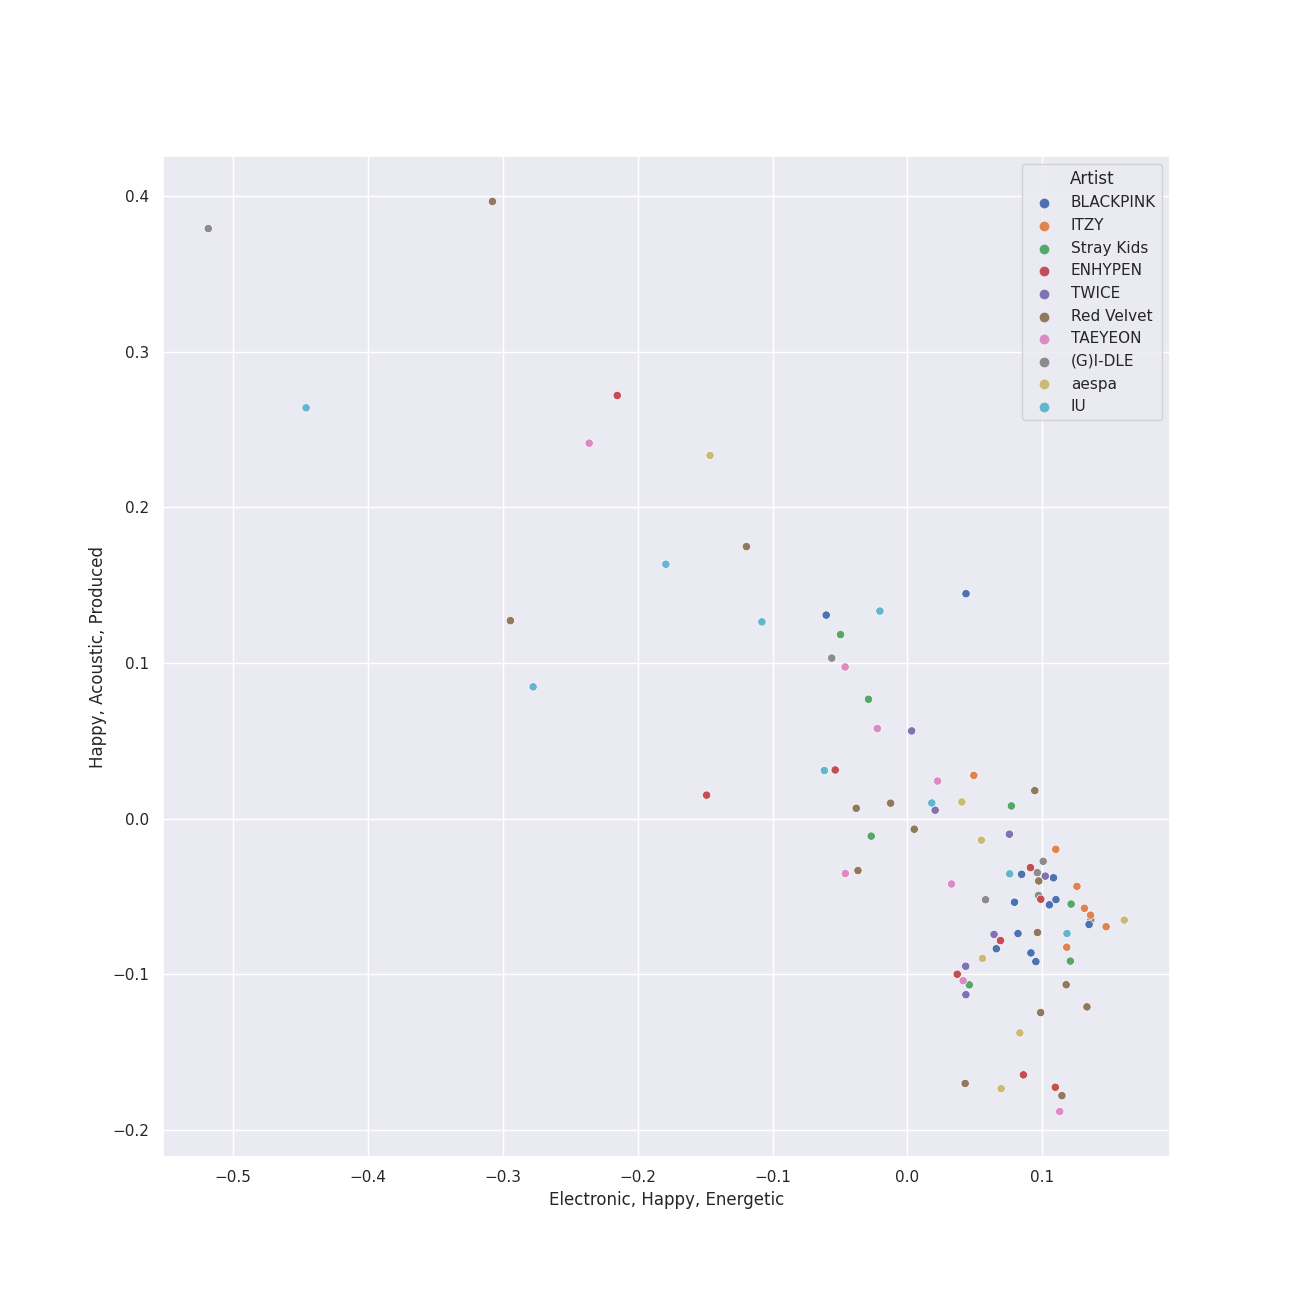 Artist
BLACKPINK
ITZY
Stray Kids
ENHYPEN
TWICE
Red Velvet
TAEYEON
(G)I-DLE
aespa
IU
0.4
0.3
0.2
0.1
0.0
−0.1
−0.2
Happy, Acoustic, Produced
−0.5
−0.4
−0.3
−0.2
−0.1
0.0
0.1
Electronic, Happy, Energetic